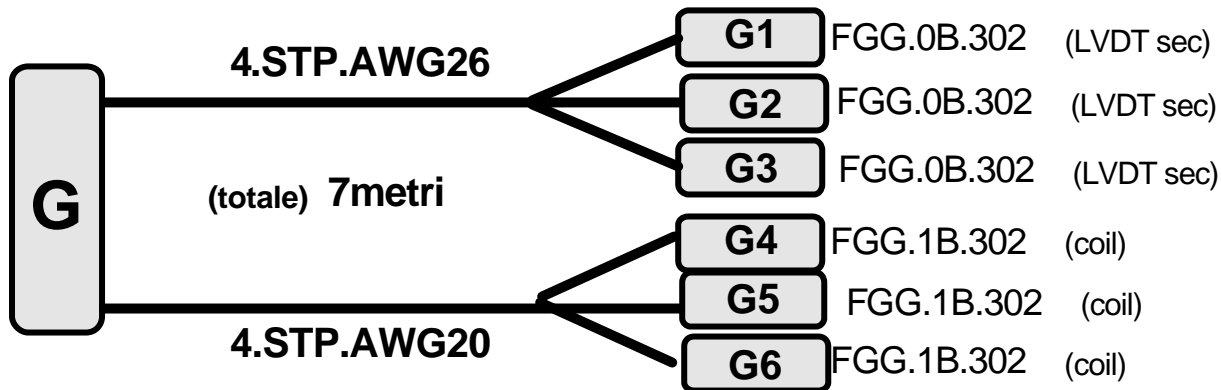 G
4.STP.AWG26
(totale) 7metri
4.STP.AWG20
G1 FGG.0B.302 (LVDT sec)
G2 FGG.0B.302 (LVDT sec)
G3 FGG.0B.302 (LVDT sec)
G4 FGG.1B.302 (coil)
G5 FGG.1B.302 (coil)
G6 FGG.1B.302 (coil)